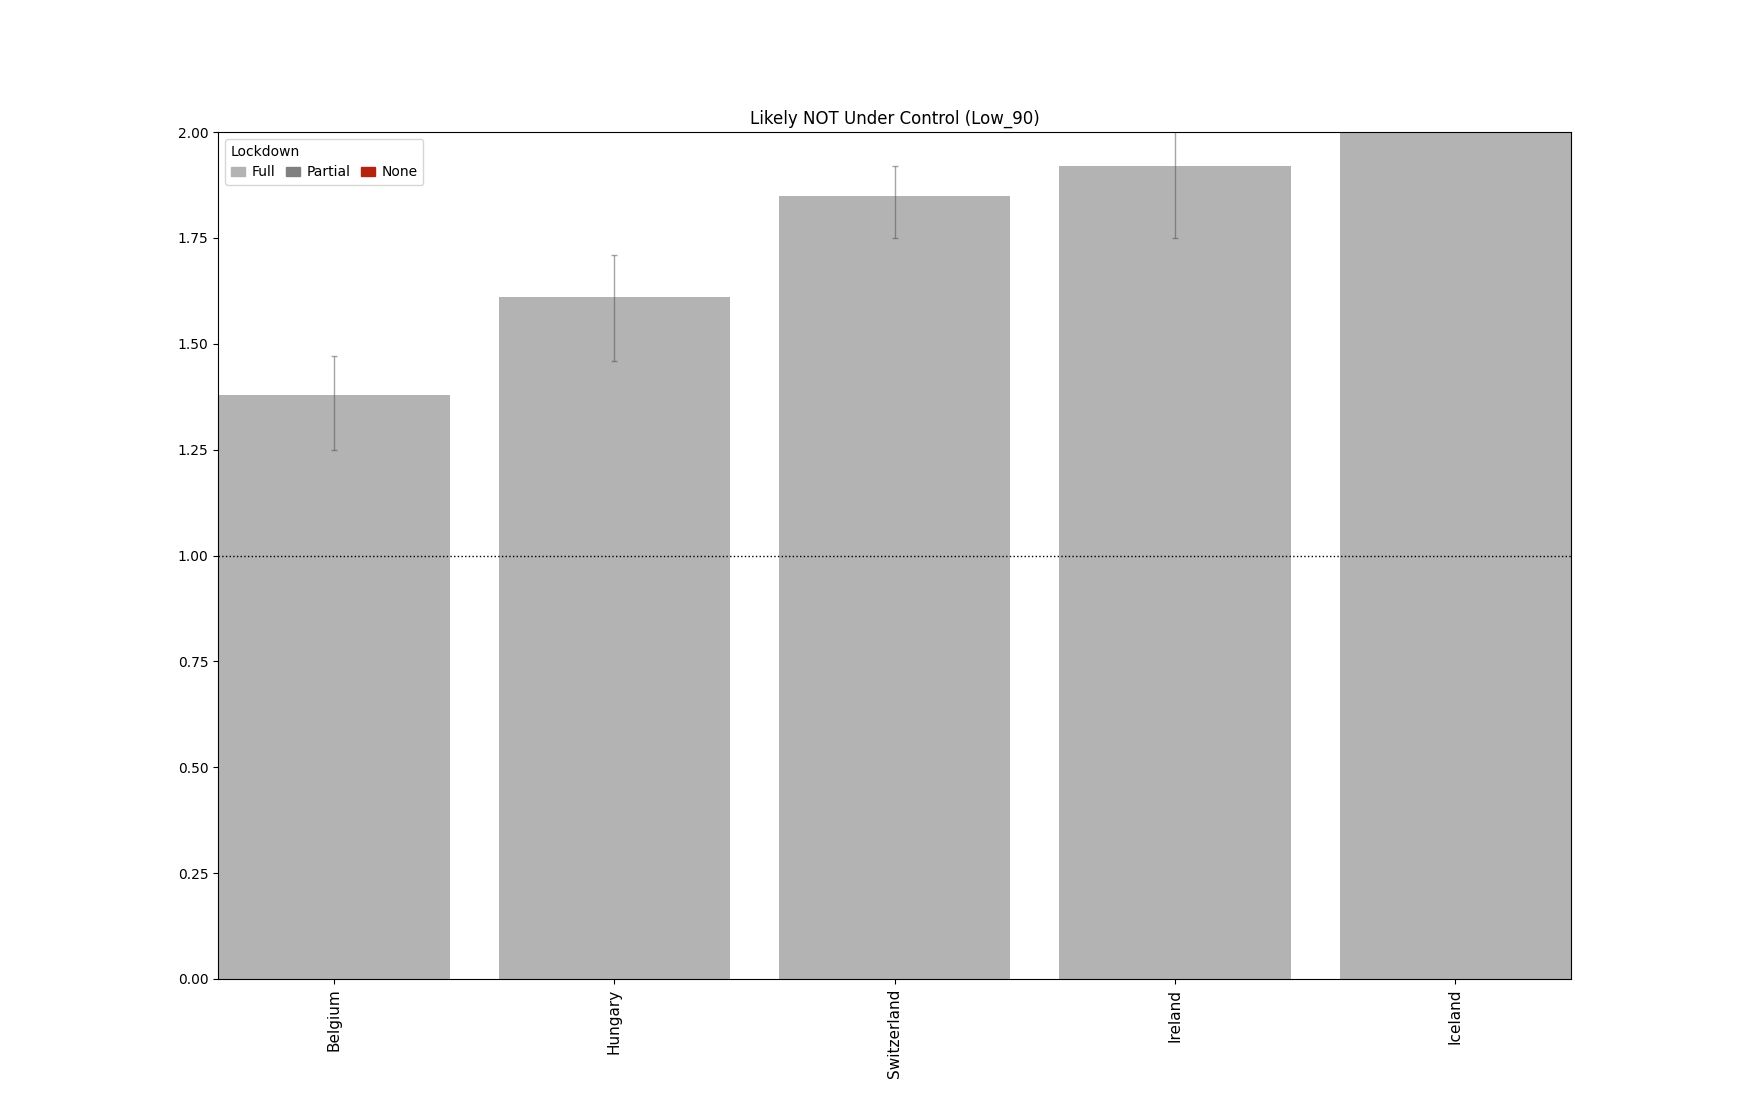 Likely NOT Under Control (Low_90)
Lockdown
Full Partial None
2.00
1.75
1.50
1.25
1.00
0.75
0.50
0.25
0.00
Belgium
Hungary
Switzerland
Ireland
Iceland